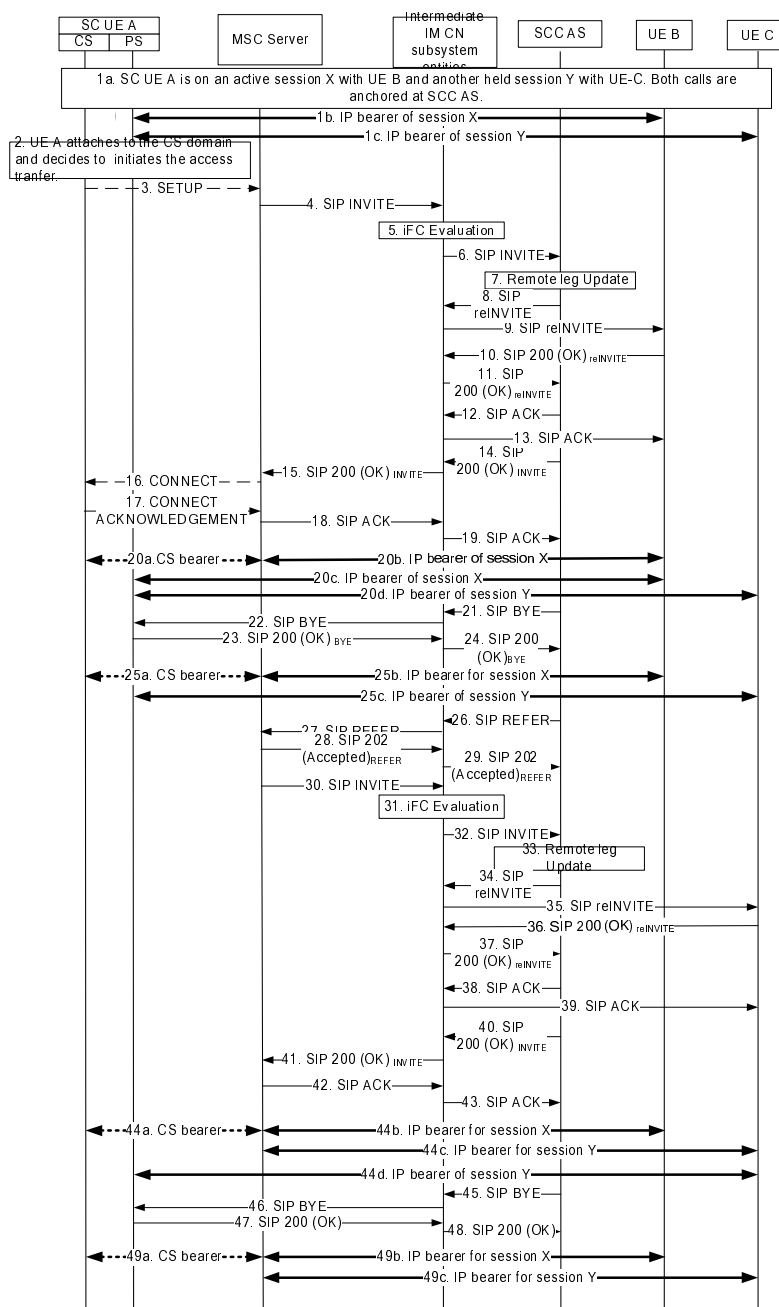 SC UE A
CS PS
MSC Server
Intermediate
IM CN
subsystem
entities
SCC AS
UE B
UE C
1a. SC UE A is on an active session X with UE B and another held session Y with UE-C. Both calls are
anchored at SCC AS.
1b. IP bearer of session X
1c. IP bearer of session Y
2. UE A attaches to the CS domain
and decides to initiates the access
tranfer.
3. SETUP
4. SIP INVITE
5. iFC Evaluation
6. SIP INVITE
7. Remote leg Update
8. SIP
reINVITE
9. SIP reINVITE
10. SIP 200 (OK) reINVITE
11. SIP
200 (OK) reINVITE
12. SIP ACK
13. SIP ACK
14. SIP
200 (OK) INVITE
15. SIP 200 (OK) INVITE
16. CONNECT
17. CONNECT
ACKNOWLEDGEMENT
18. SIP ACK
19. SIP ACK
20a. CS bearer
20b. IP bearer of session X
20c. IP bearer of session X
20d. IP bearer of session Y
21. SIP BYE
22. SIP BYE
23. SIP 200 (OK) BYE
24. SIP 200
(OK)BYE
25a. CS bearer
25b. IP bearer for session X
25c. IP bearer of session Y
26. SIP REFER
27. SIP REFER
28. SIP 202
(Accepted)REFER
29. SIP 202
(Accepted)REFER
30. SIP INVITE
31. iFC Evaluation
32. SIP INVITE
33. Remote leg
Update
34. SIP
reINVITE
35. SIP reINVITE
36. SIP 200 (OK) reINVITE
37. SIP
200 (OK) reINVITE
38. SIP ACK
39. SIP ACK
40. SIP
200 (OK) INVITE
41. SIP 200 (OK) INVITE
42. SIP ACK
43. SIP ACK
44a. CS bearer
44b. IP bearer for session X
44c. IP bearer for session Y
44d. IP bearer of session Y
45. SIP BYE
46. SIP BYE
47. SIP 200 (OK)
48. SIP 200 (OK)
49a. CS bearer
49b. IP bearer for session X
49c. IP bearer for session Y